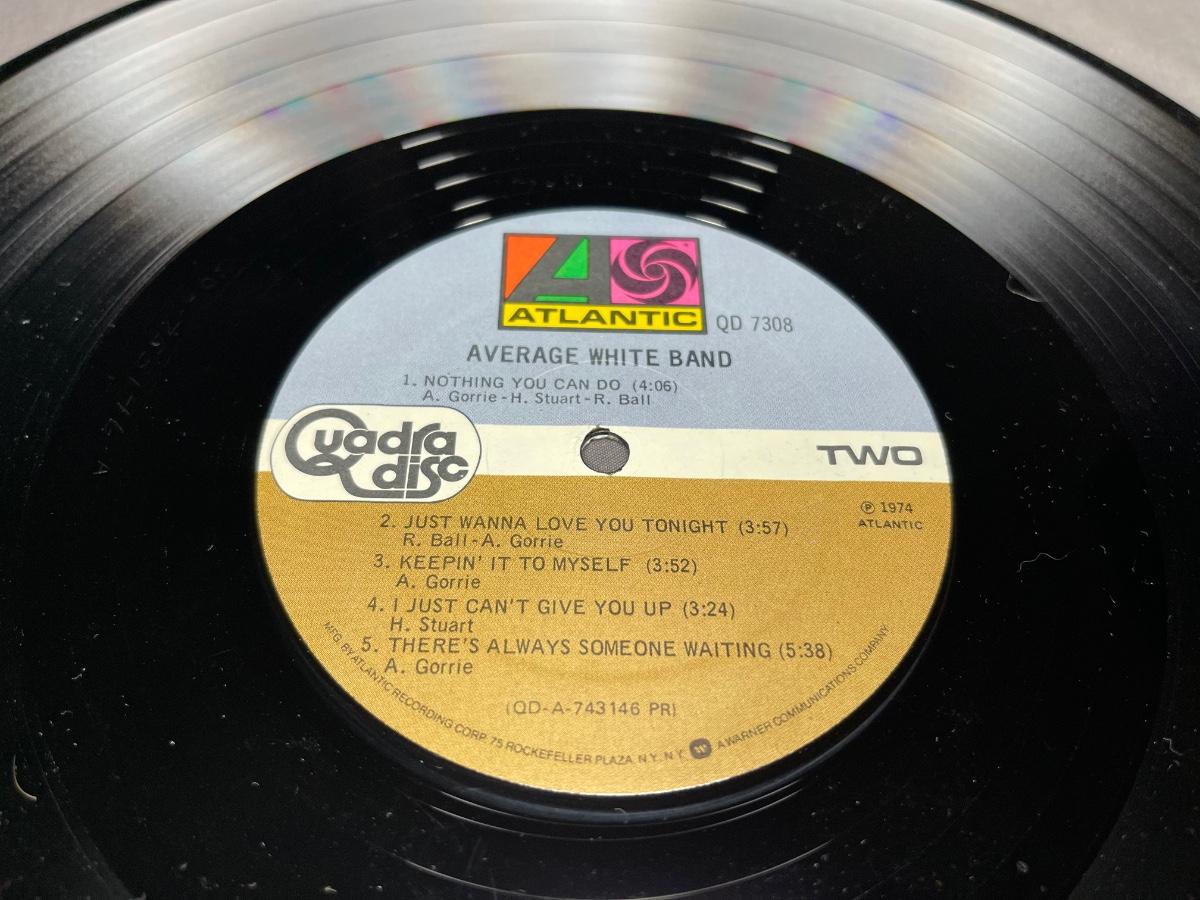 ATLANTIC
QD 7308
AVERAGE WHITE BAND
1. NOTHING YOU CAN DO (4:06)
A. Gorrie - H. Stuart - R. Ball
Quadra
disc
TWO
℗ 1974
ATLANTIC
2. JUST WANNA LOVE YOU TONIGHT (3:57)
R. Ball - A. Gorrie
3. KEEPIN' IT TO MYSELF (3:52)
A. Gorrie
4. I JUST CAN'T GIVE YOU UP (3:24)
H. Stuart
5. THERE'S ALWAYS SOMEONE WAITING (5:38)
A. Gorrie
(QD-A-743146 PR)
MFG. BY ATLANTIC RECORDING CORP. 75 ROCKEFELLER PLAZA. N.Y., N.Y. A WARNER COMMUNICATIONS COMPANY